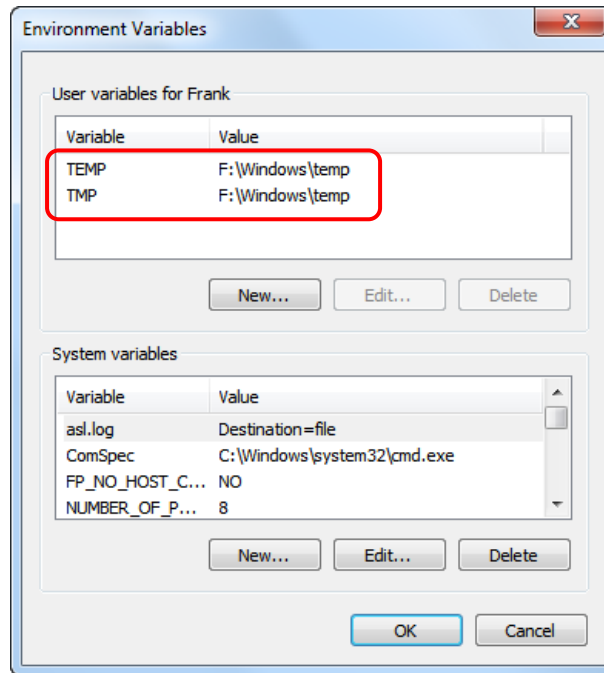 Environment Variables
User variables for Frank
Variable Value
TEMP F:\Windows\temp
TMP F:\Windows\temp
New... Edit... Delete
System variables
Variable Value
asl.log Destination=file
ComSpec C:\Windows\system32\cmd.exe
FP_NO_HOST_C... NO
NUMBER_OF_P... 8
New... Edit... Delete
OK Cancel